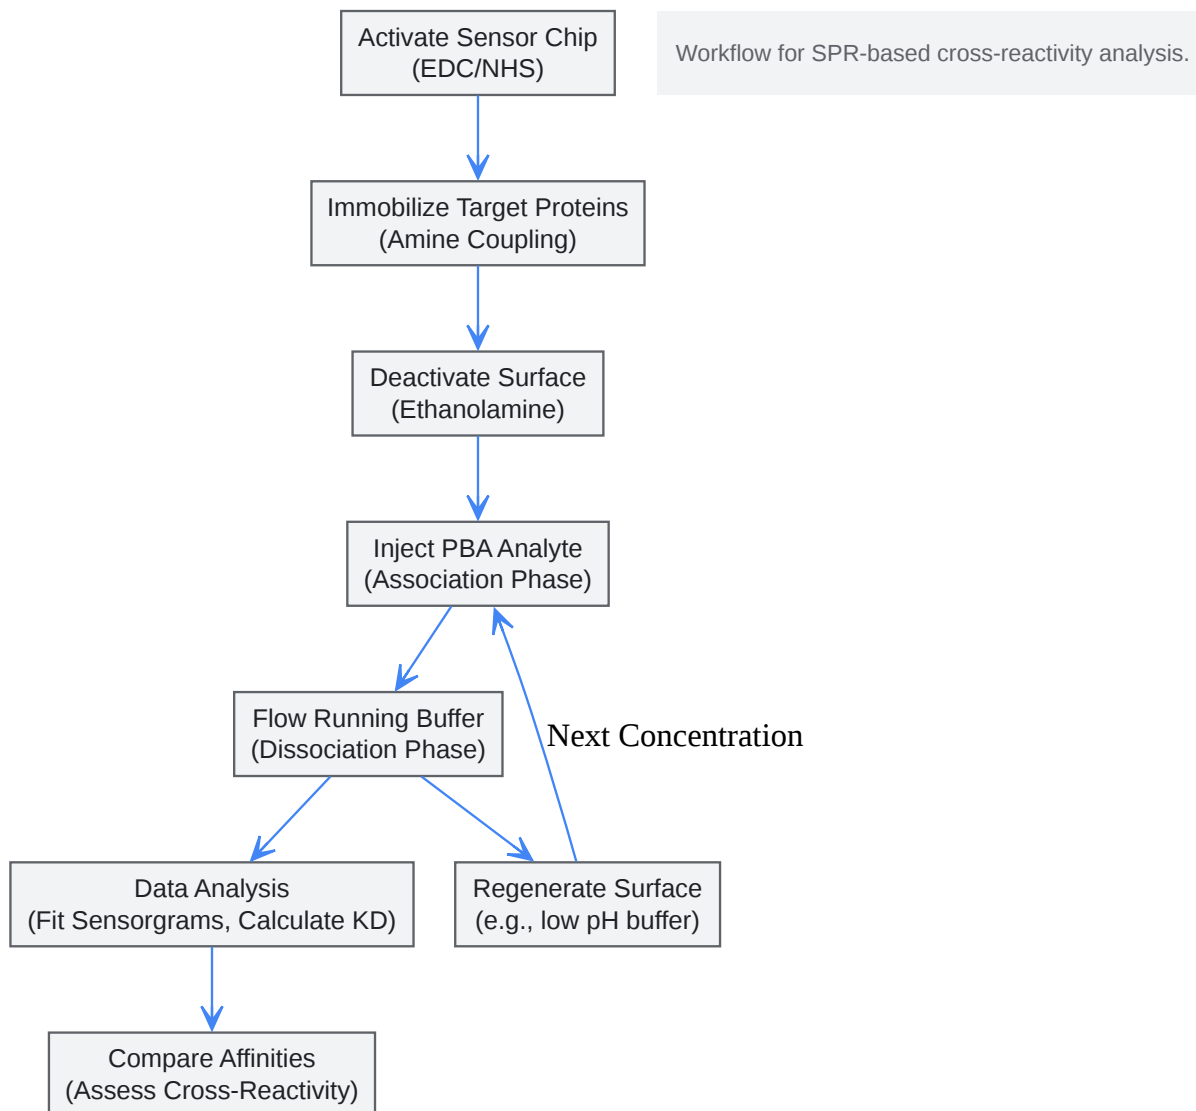 Activate Sensor Chip
(EDC/NHS)
Workflow for SPR-based cross-reactivity analysis.
Immobilize Target Proteins
(Amine Coupling)
Deactivate Surface
(Ethanolamine)
Inject PBA Analyte
(Association Phase)
Flow Running Buffer
(Dissociation Phase)
Next Concentration
Data Analysis
(Fit Sensorgrams, Calculate KD)
Regenerate Surface
(e.g., low pH buffer)
Compare Affinities
(Assess Cross-Reactivity)